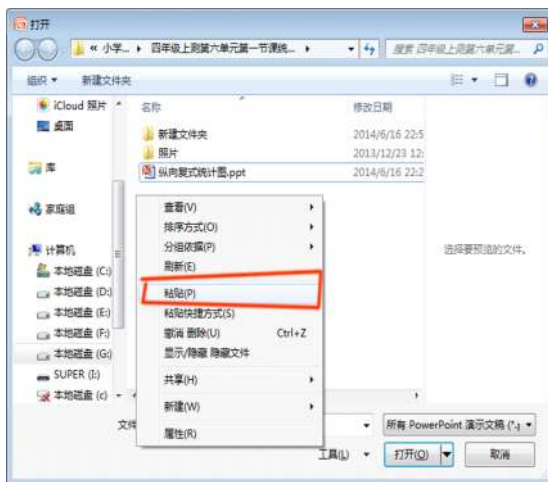 打开
« 小学... ▸ 四年级上则第六单元第一节课统... ▸
搜索 四年级上则第六单元...
组织 ▾ 新建文件夹
iCloud 照片
桌面
库
家庭组
计算机
本地磁盘 (C:)
本地磁盘 (D:)
本地磁盘 (E:)
本地磁盘 (F:)
本地磁盘 (G:)
SUPER (I:)
本地磁盘 (c)
名称 修改日期
新建文件夹 2014/6/16 22:5
照片 2013/12/23 12:
纵向复式统计图.ppt 2014/6/16 22:2
选择要预览的文件。
查看(V)
排序方式(O)
分组依据(P)
刷新(E)
粘贴(P)
粘贴快捷方式(S)
撤消 删除(U) Ctrl+Z
显示/隐藏 隐藏文件
共享(H)
新建(W)
属性(R)
文件
所有 PowerPoint 演示文稿 (*.p
工具(L) 打开(O) 取消